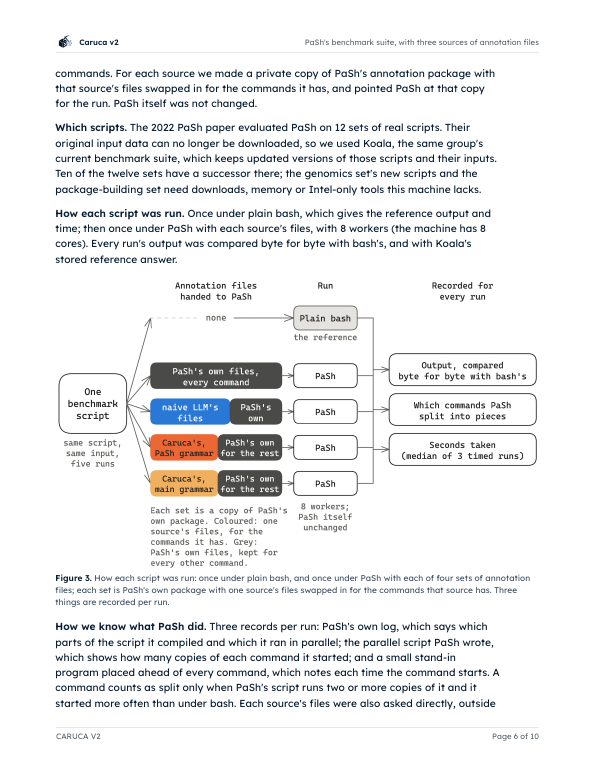 Caruca v2
PaSh's benchmark suite, with three sources of annotation files
commands. For each source we made a private copy of PaSh's annotation package with
that source's files swapped in for the commands it has, and pointed PaSh at that copy
for the run. PaSh itself was not changed.
Which scripts. The 2022 PaSh paper evaluated PaSh on 12 sets of real scripts. Their
original input data can no longer be downloaded, so we used Koala, the same group's
current benchmark suite, which keeps updated versions of those scripts and their inputs.
Ten of the twelve sets have a successor there; the genomics set's new scripts and the
package-building set need downloads, memory or Intel-only tools this machine lacks.
How each script was run. Once under plain bash, which gives the reference output and
time; then once under PaSh with each source's files, with 8 workers (the machine has 8
cores). Every run's output was compared byte for byte with bash's, and with Koala's
stored reference answer.
Annotation files
handed to PaSh
Run
Recorded for
every run
none
Plain bash
the reference
One
benchmark
script
same script,
same input,
five runs
PaSh's own files,
every command
PaSh
naive LLM's
files
PaSh's
own
PaSh
Caruca's,
PaSh grammar
PaSh's own
for the rest
PaSh
Caruca's,
main grammar
PaSh's own
for the rest
PaSh
Output, compared
byte for byte with bash's
Which commands PaSh
split into pieces
Seconds taken
(median of 3 timed runs)
Each set is a copy of PaSh's
own package. Coloured: one
source's files, for the
commands it has. Grey:
PaSh's own files, kept for
every other command.
8 workers;
PaSh itself
unchanged
Figure 3. How each script was run: once under plain bash, and once under PaSh with each of four sets of annotation
files; each set is PaSh's own package with one source's files swapped in for the commands that source has. Three
things are recorded per run.
How we know what PaSh did. Three records per run: PaSh's own log, which says which
parts of the script it compiled and which it ran in parallel; the parallel script PaSh wrote,
which shows how many copies of each command it started; and a small stand-in
program placed ahead of every command, which notes each time the command starts. A
command counts as split only when PaSh's script runs two or more copies of it and it
started more often than under bash. Each source's files were also asked directly, outside
CARUCA V2
Page 6 of 10